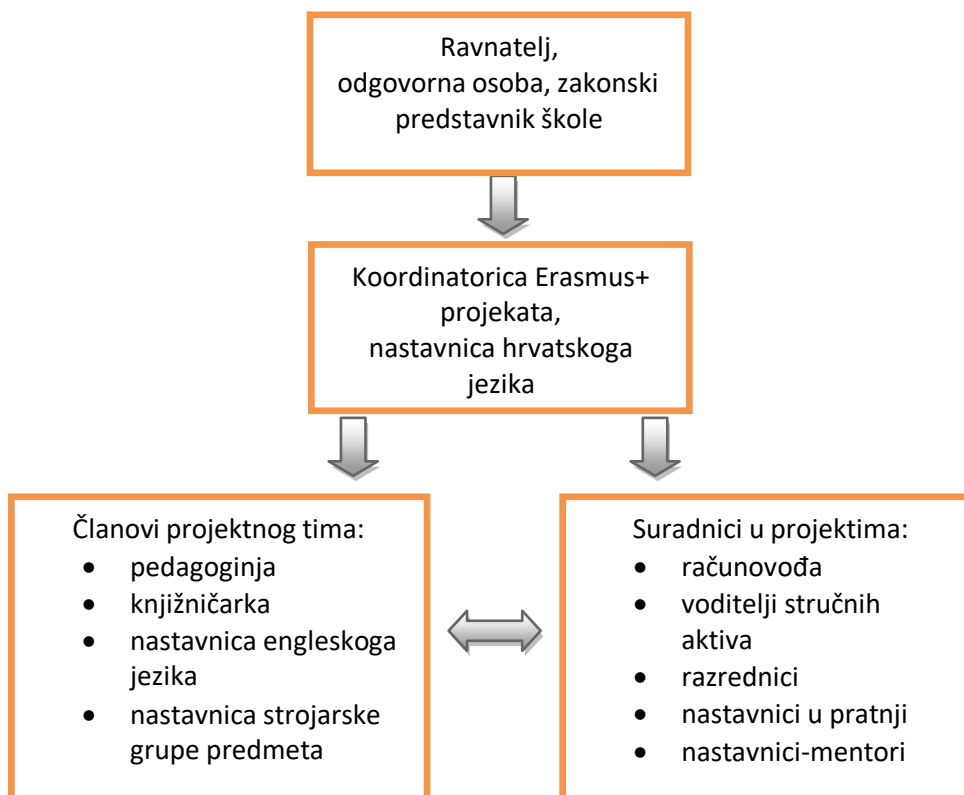 Ravnatelj,
odgovorna osoba, zakonski
predstavnik škole
Koordinatorica Erasmus+
projekata,
nastavnica hrvatskoga
jezika
Članovi projektnog tima:
• pedagoginja
• knjižničarka
• nastavnica engleskoga
jezika
• nastavnica strojarske
grupe predmeta
Suradnici u projektima:
• računovođa
• voditelji stručnih
aktiva
• razrednici
• nastavnici u pratnji
• nastavnici-mentori